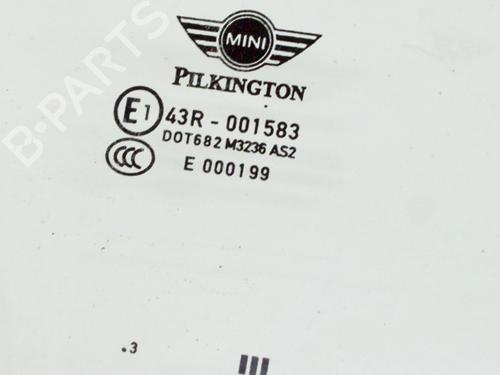 MINI
PILKINGTON
E1 43R - 001583
DOT682 M3236 AS2
CCC E 000199
.3
B-PARTS